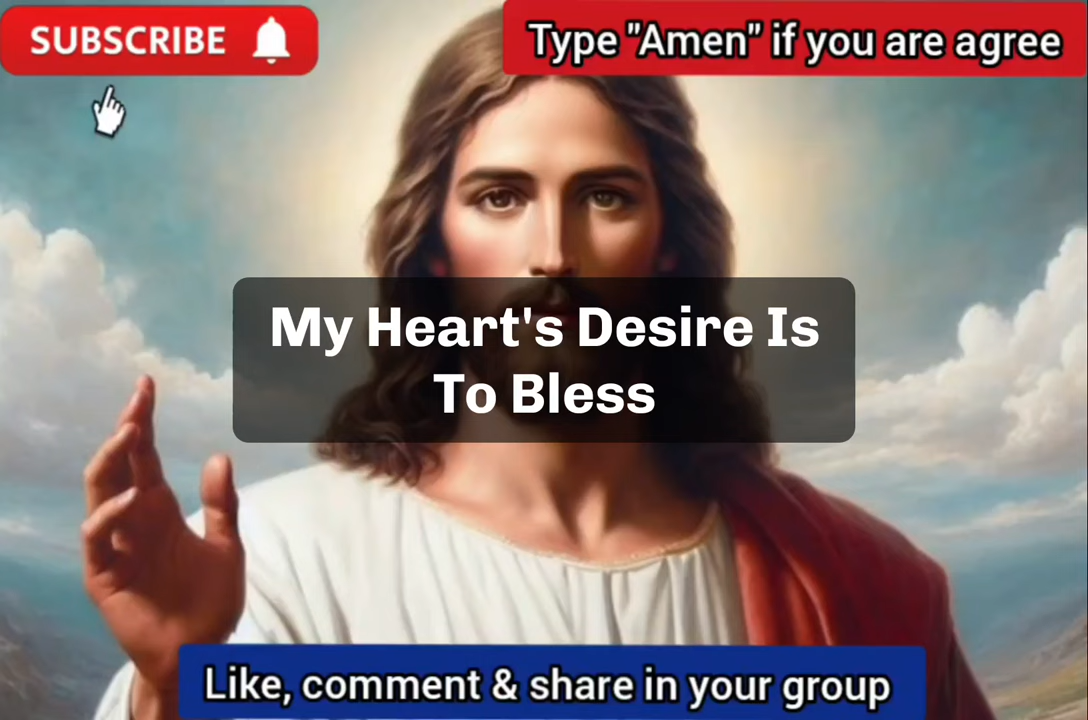 SUBSCRIBE
Type "Amen" if you are agree
My Heart's Desire Is
To Bless
Like, comment & share in your group